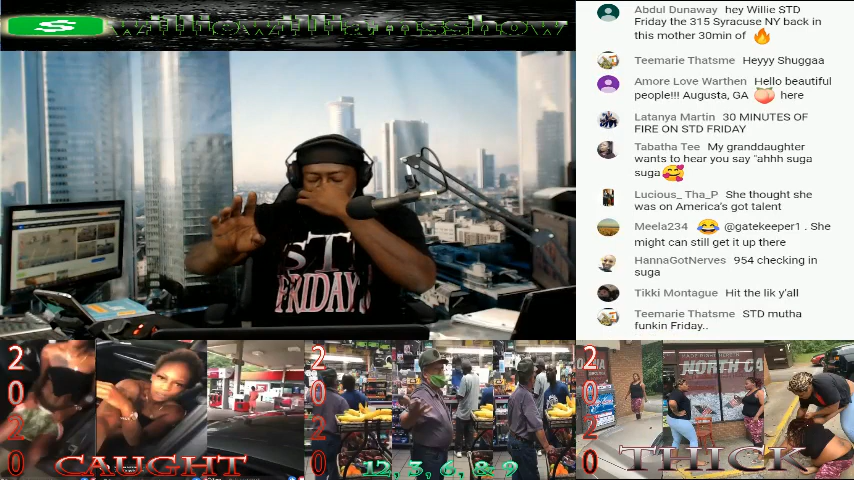 $ williewilliamsshow
Abdul Dunaway hey Willie STD
Friday the 315 Syracuse NY back in
this mother 30min of 🔥
Teemarie Thatsme Heyyy Shuggaa
Amore Love Warthen Hello beautiful
people!!! Augusta, GA 🍑 here
Latanya Martin 30 MINUTES OF
FIRE ON STD FRIDAY
Tabatha Tee My granddaughter
wants to hear you say "ahhh suga
suga🥰
Lucious_ Tha_P She thought she
was on America's got talent
Meela234 😂 @gatekeeper1 . She
might can still get it up there
HannaGotNerves 954 checking in
suga
Tikki Montague Hit the lik y'all
Teemarie Thatsme STD mutha
funkin Friday..
STD
FRIDAY
2020
CAUGHT
2020
12, 3, 6, & 9
2020
NORTH CA
THICK